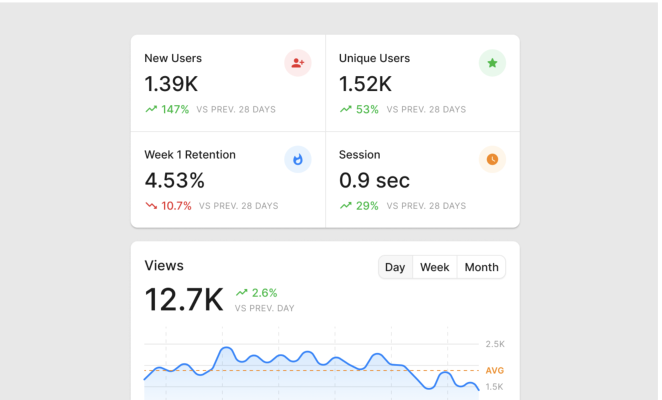 New Users
1.39K
147% VS PREV. 28 DAYS
Unique Users
1.52K
53% VS PREV. 28 DAYS
Week 1 Retention
4.53%
10.7% VS PREV. 28 DAYS
Session
0.9 sec
29% VS PREV. 28 DAYS
Views
Day Week Month
12.7K
2.6%
VS PREV. DAY
2.5K
AVG
1.5K